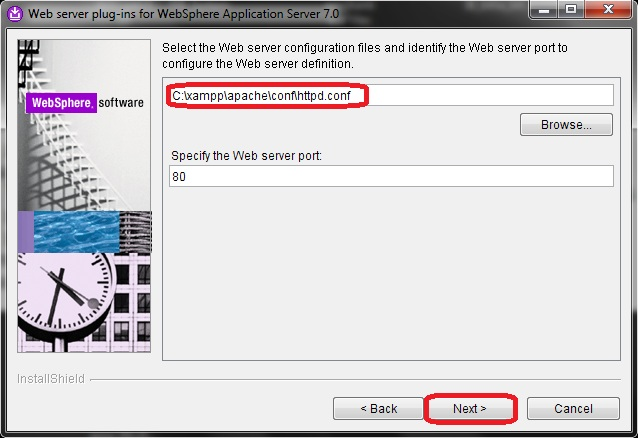 Web server plug-ins for WebSphere Application Server 7.0
Select the Web server configuration files and identify the Web server port to
configure the Web server definition.
WebSphere. software
C:\xampp\apache\conf\httpd.conf
Browse...
Specify the Web server port:
80
InstallShield
< Back
Next >
Cancel